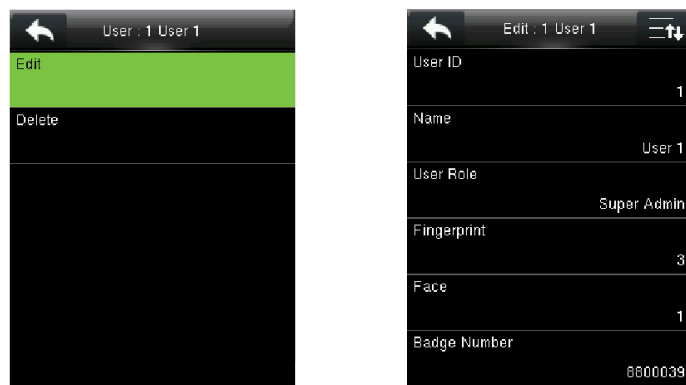 User : 1 User 1
Edit
Delete
Edit : 1 User 1
User ID
1
Name
User 1
User Role
Super Admin
Fingerprint
3
Face
1
Badge Number
8800039